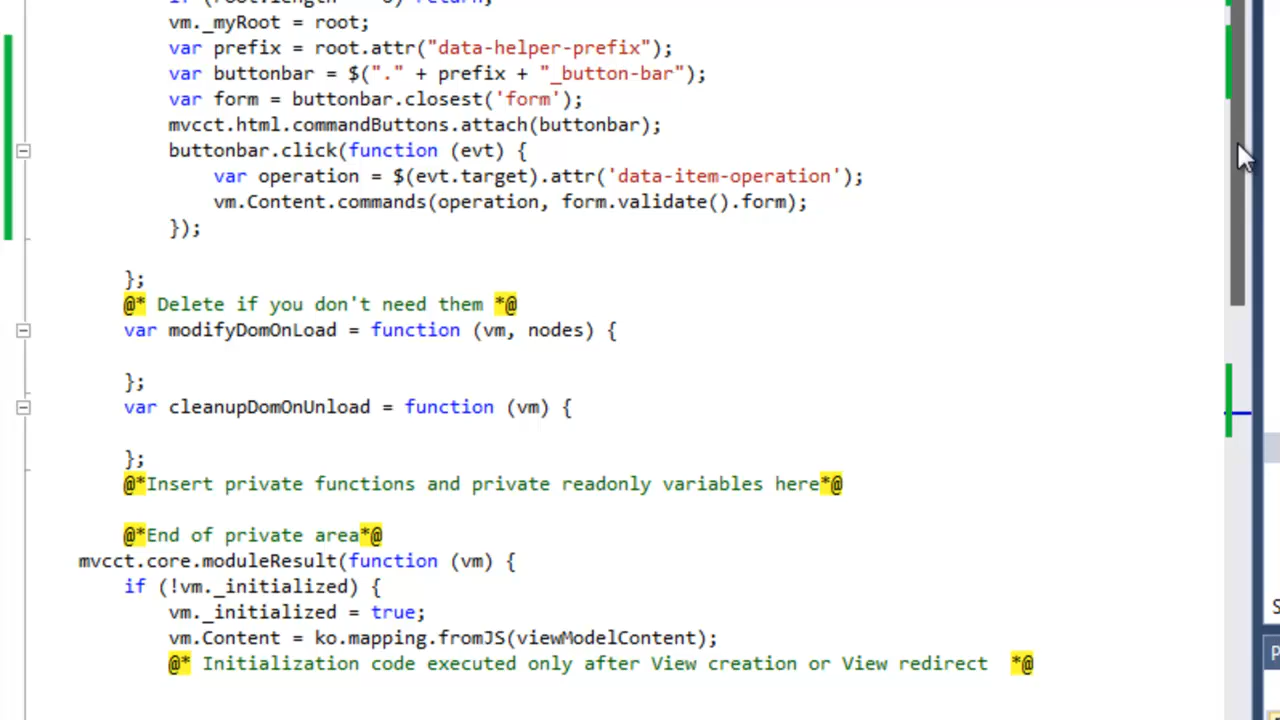 vm._myRoot = root;
var prefix = root.attr("data-helper-prefix");
var buttonbar = $("." + prefix + "_button-bar");
var form = buttonbar.closest('form');
mvcct.html.commandButtons.attach(buttonbar);
buttonbar.click(function (evt) {
var operation = $(evt.target).attr('data-item-operation');
vm.Content.commands(operation, form.validate().form);
});
};
@* Delete if you don't need them *@
var modifyDomOnLoad = function (vm, nodes) {
};
var cleanupDomOnUnload = function (vm) {
};
@*Insert private functions and private readonly variables here*@
@*End of private area*@
mvcct.core.moduleResult(function (vm) {
if (!vm._initialized) {
vm._initialized = true;
vm.Content = ko.mapping.fromJS(viewModelContent);
@* Initialization code executed only after View creation or View redirect *@